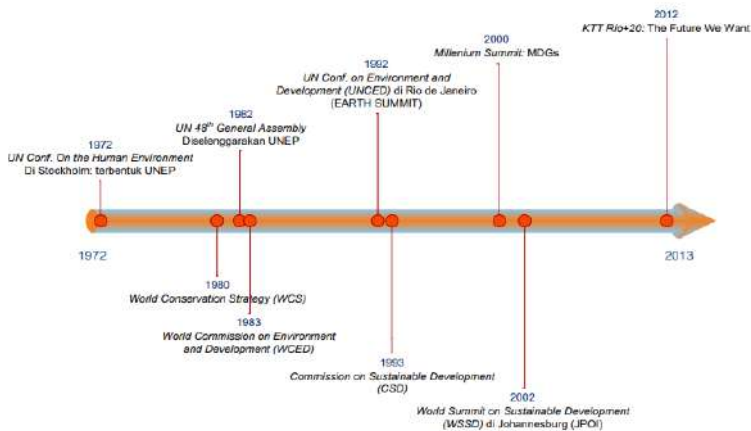 2012
KTT Rio+20: The Future We Want
2000
Millenium Summit: MDGs
1992
UN Conf. on Environment and
Development (UNCED) di Rio de Janeiro
(EARTH SUMMIT)
1982
UN 48th General Assembly
Diselenggarakan UNEP
1972
UN Conf. On the Human Environment
Di Stockholm: terbentuk UNEP
1972
2013
1980
World Conservation Strategy (WCS)
1983
World Commission on Environment
and Development (WCED)
1993
Commission on Sustainable Development
(CSD)
2002
World Summit on Sustainable Development
(WSSD) di Johannesburg (JPOI)